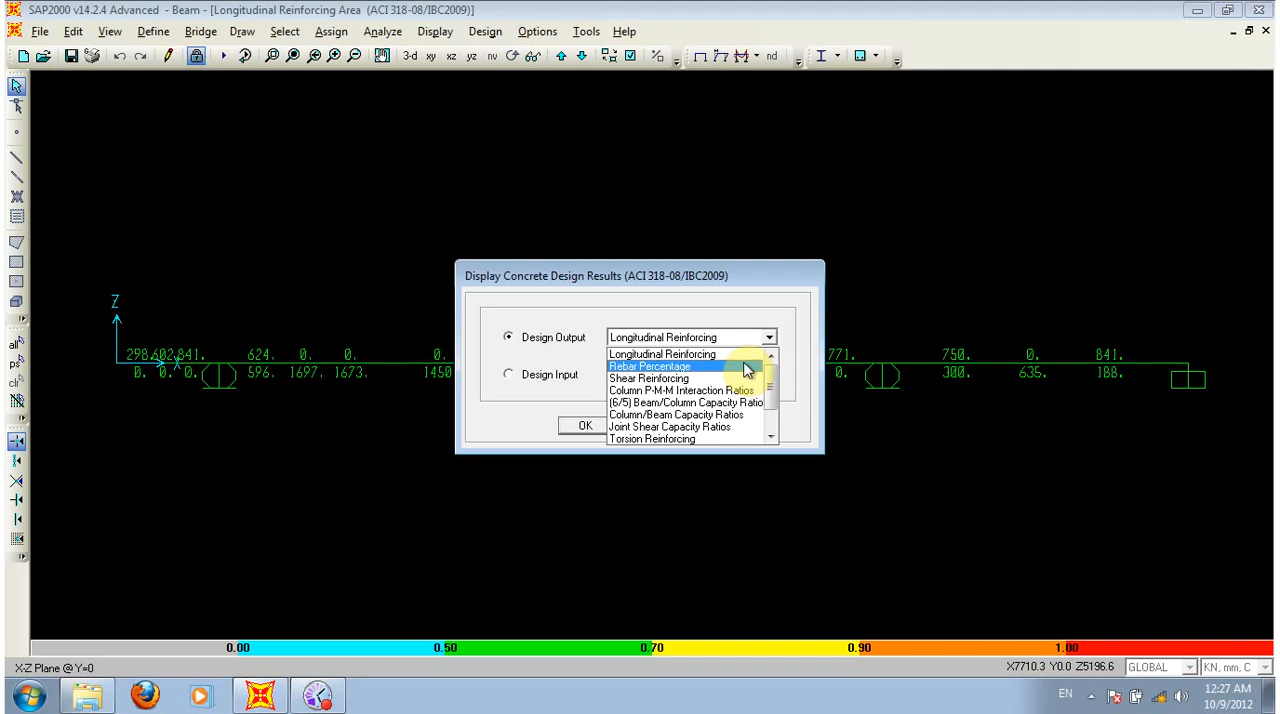 SAP2000 v14.2.4 Advanced - Beam - [Longitudinal Reinforcing Area (ACI 318-08/IBC2009)]
File Edit View Bridge Draw Select Assign Analyze Display Design Options Tools Help
3-d xy xz yz nv nd
all
ps
clr
Display Concrete Design Results (ACI 318-08/IBC2009)
Design Output Longitudinal Reinforcing
Longitudinal Reinforcing
Rebar Percentage
Shear Reinforcing
Column P-M-M Interaction Ratios
(6/5) Beam/Column Capacity Ratio
Column/Beam Capacity Ratios
Joint Shear Capacity Ratios
Torsion Reinforcing
Design Input
OK
Z
X
298. 602. 841. 624. 0. 0. 771. 750. 0. 841.
0. 0. 0. 596. 1697. 1673. 1450 372. 300. 635. 188.
0.00 0.50 0.70 0.90 1.00
X-Z Plane @ Y=0
X7710.3 Y0.0 Z5196.6 GLOBAL KN, mm, C
EN
12:27 AM
10/9/2012